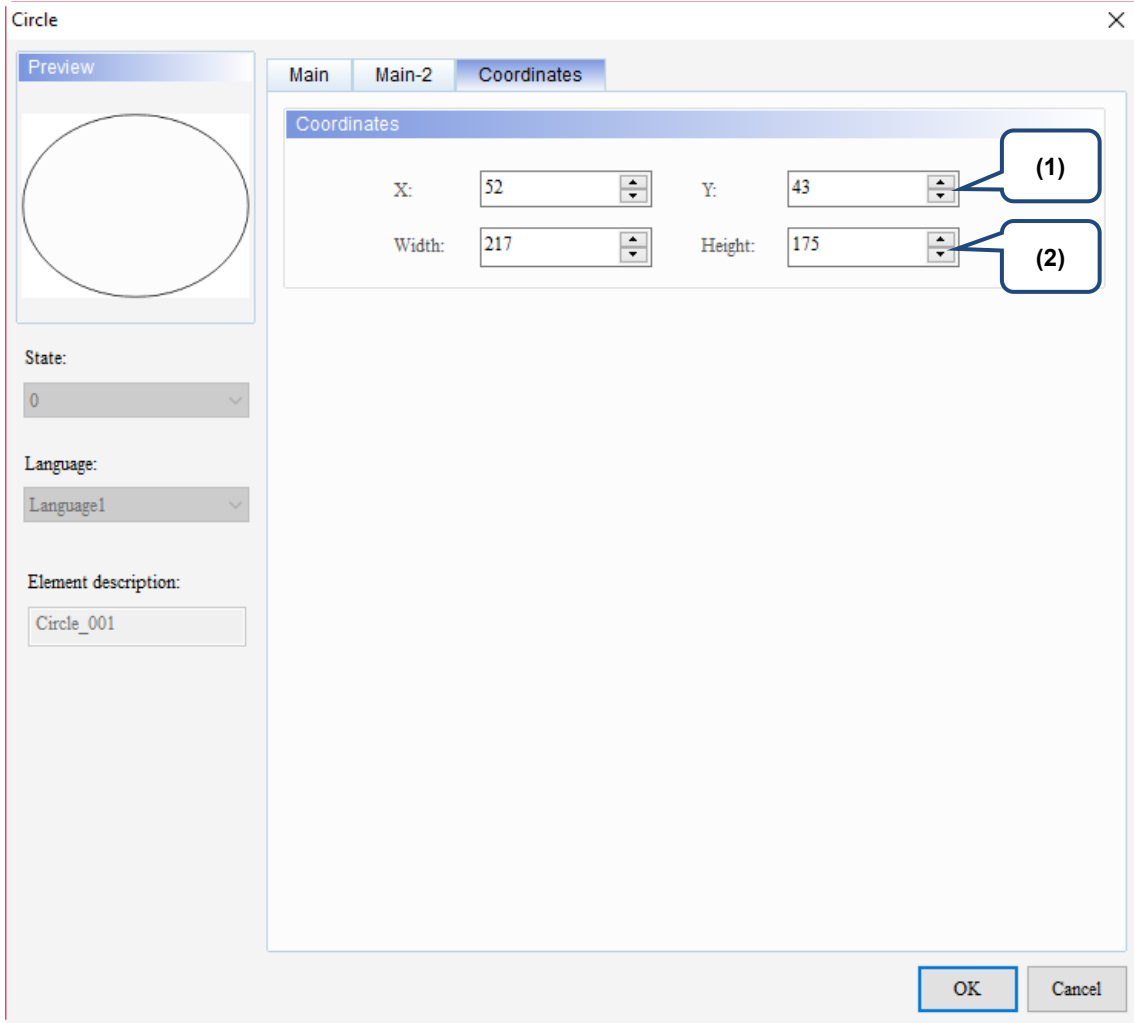 Circle
Preview
Main Main-2 Coordinates
Coordinates
X: 52 Y: 43
(1)
Width: 217 Height: 175
(2)
State:
0
Language:
Language1
Element description:
Circle_001
OK Cancel